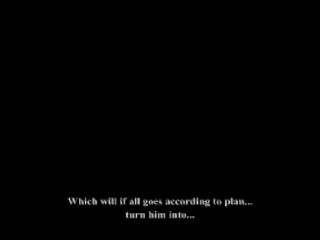 Which will if all goes according to plan...
turn him into...